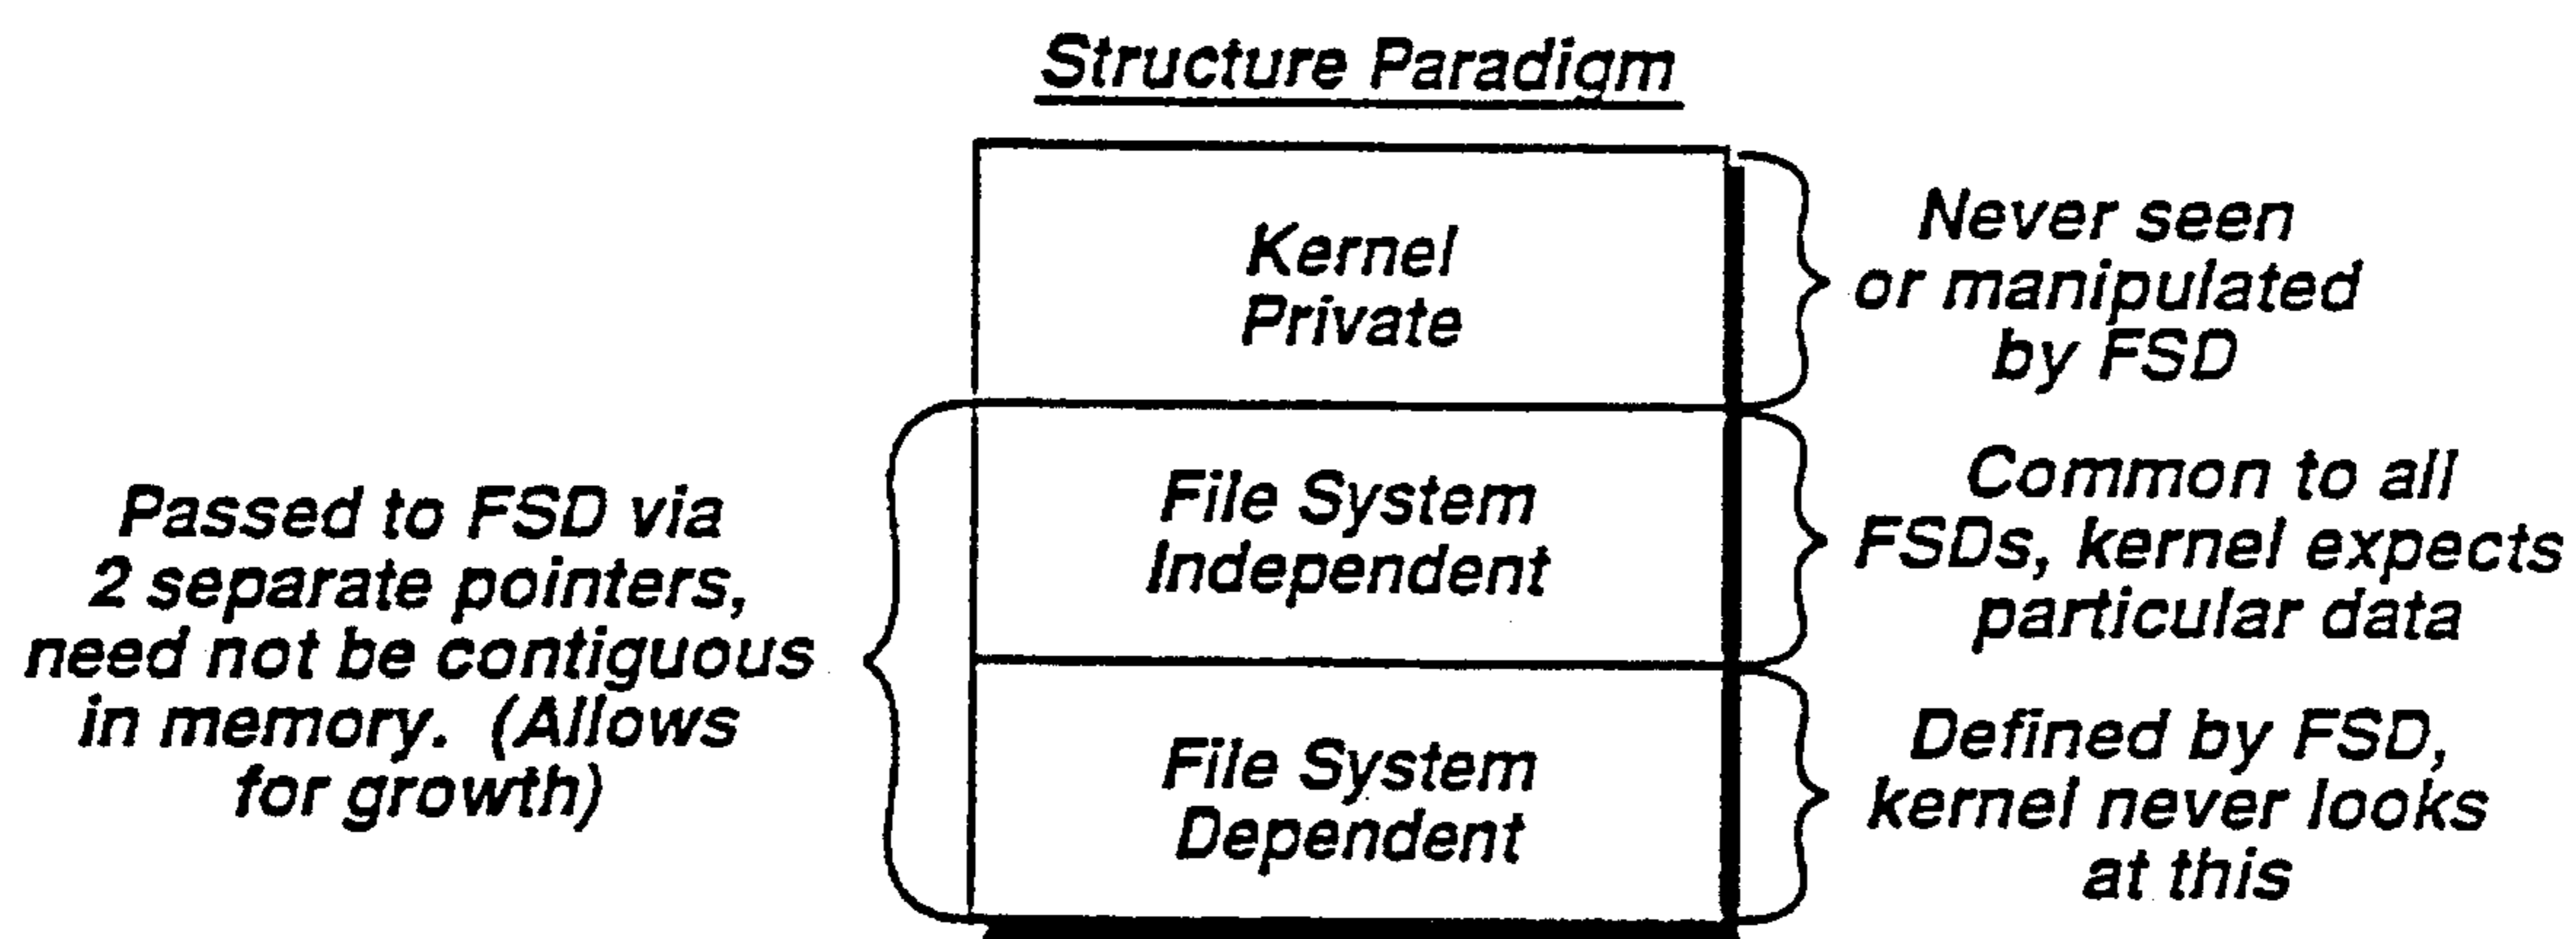 Structure Paradigm
Kernel
Private
Never seen
or manipulated
by FSD
File System
Independent
Common to all
FSDs, kernel expects
particular data
Passed to FSD via
2 separate pointers,
need not be contiguous
in memory. (Allows
for growth)
File System
Dependent
Defined by FSD,
kernel never looks
at this